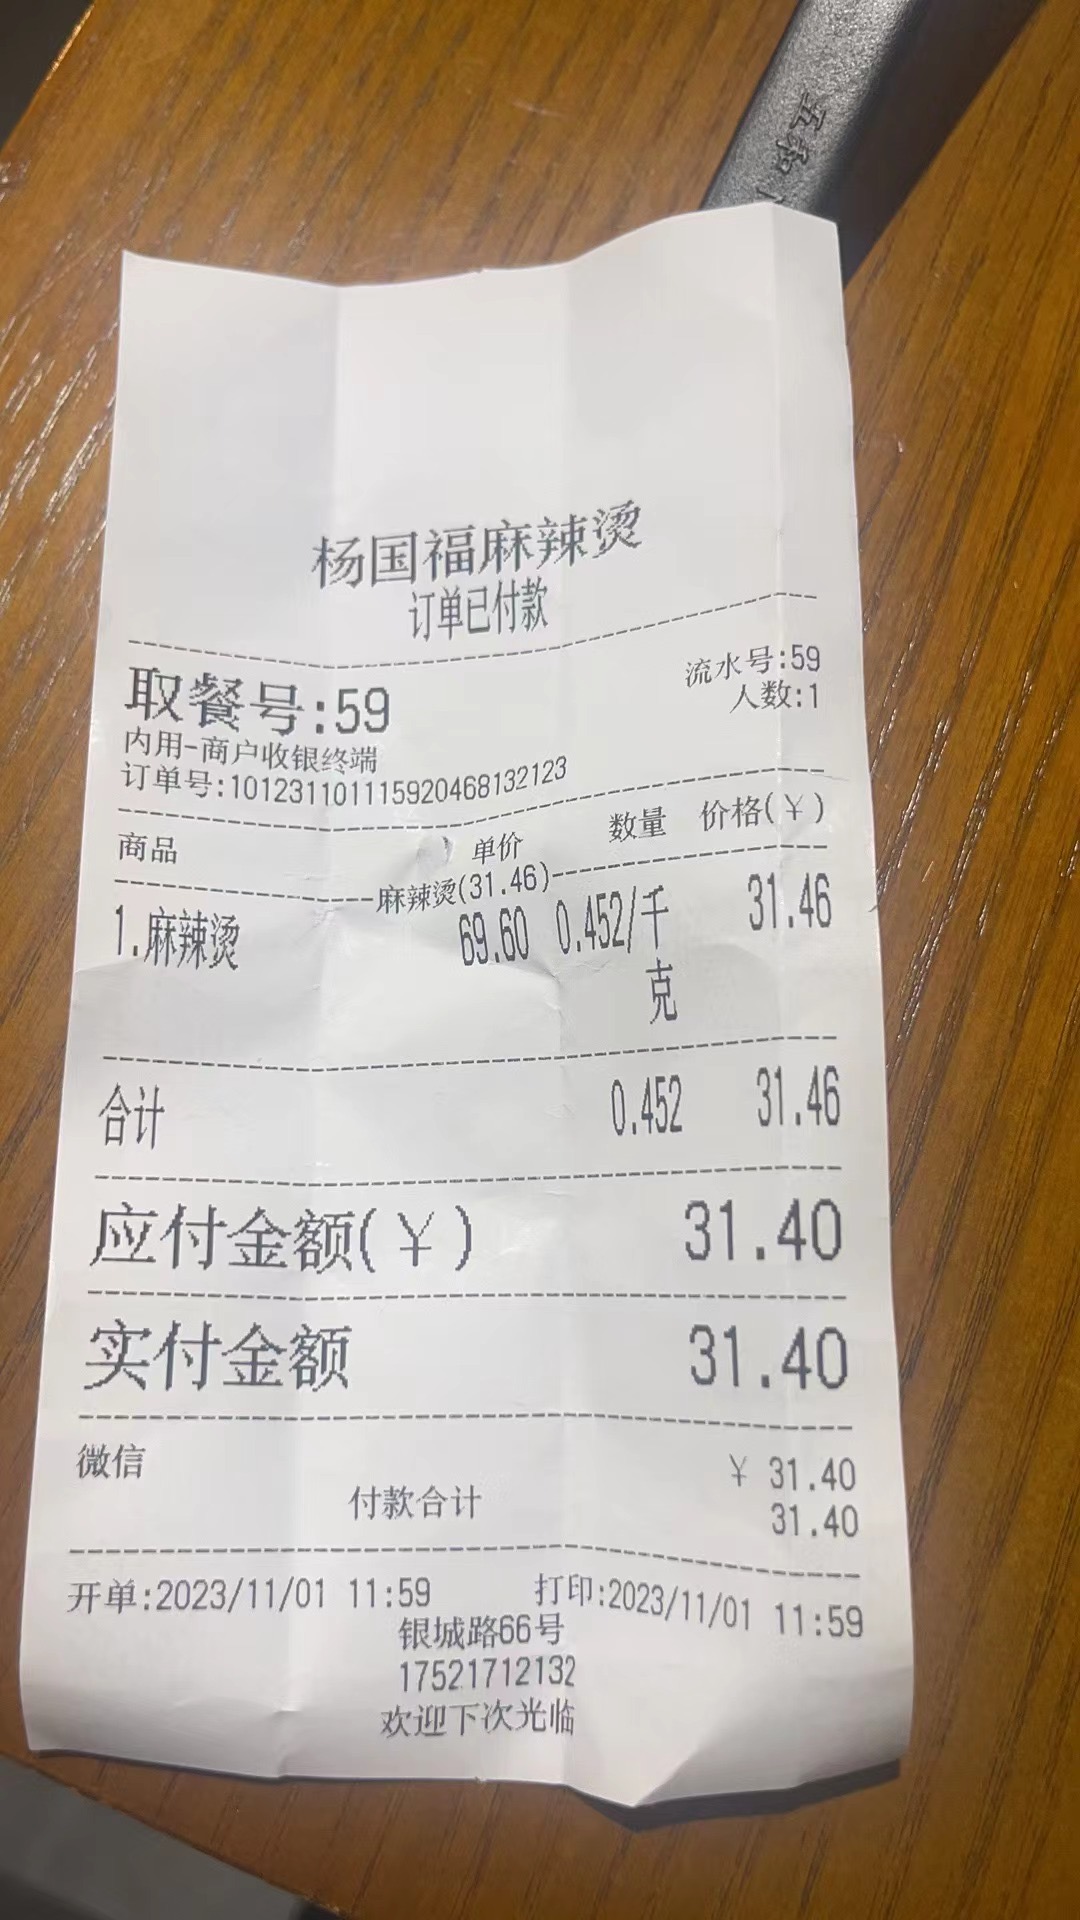 杨国福麻辣烫
订单已付款
取餐号:59
流水号:59
人数:1
内用-商户收银终端
订单号:101231101115920468132123
商品 单价 数量 价格(￥)
麻辣烫(31.46)
1.麻辣烫 69.60 0.452/千克 31.46
合计 0.452 31.46
应付金额(￥) 31.40
实付金额 31.40
微信 ￥ 31.40
付款合计 31.40
开单:2023/11/01 11:59 打印:2023/11/01 11:59
银城路66号
17521712132
欢迎下次光临